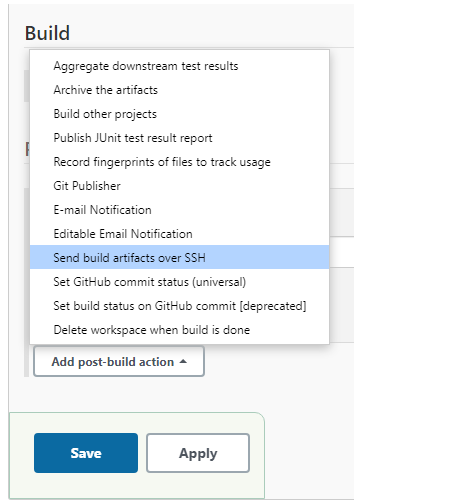 Build
Aggregate downstream test results
Archive the artifacts
Build other projects
Publish JUnit test result report
Record fingerprints of files to track usage
Git Publisher
E-mail Notification
Editable Email Notification
Send build artifacts over SSH
Set GitHub commit status (universal)
Set build status on GitHub commit [deprecated]
Delete workspace when build is done
Add post-build action
Save
Apply